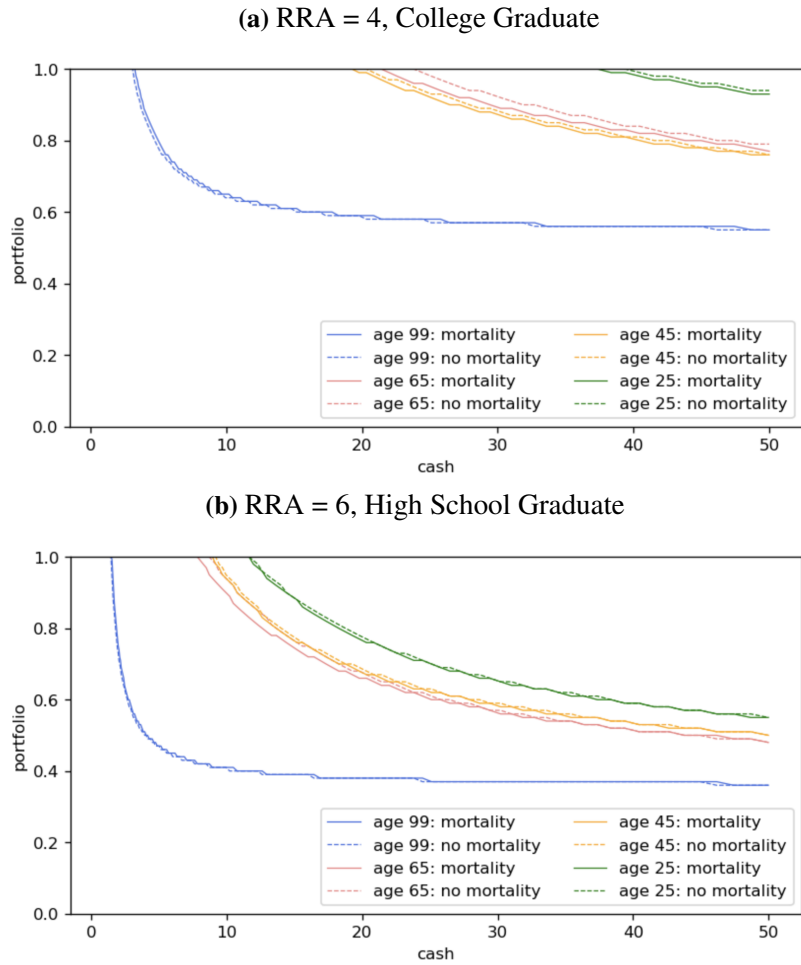 (a) RRA = 4, College Graduate
1.0
0.8
0.6
0.4
0.2
0.0
portfolio
age 99: mortality
age 99: no mortality
age 65: mortality
age 65: no mortality
age 45: mortality
age 45: no mortality
age 25: mortality
age 25: no mortality
0 10 20 30 40 50
cash
(b) RRA = 6, High School Graduate
1.0
0.8
0.6
0.4
0.2
0.0
portfolio
age 99: mortality
age 99: no mortality
age 65: mortality
age 65: no mortality
age 45: mortality
age 45: no mortality
age 25: mortality
age 25: no mortality
0 10 20 30 40 50
cash